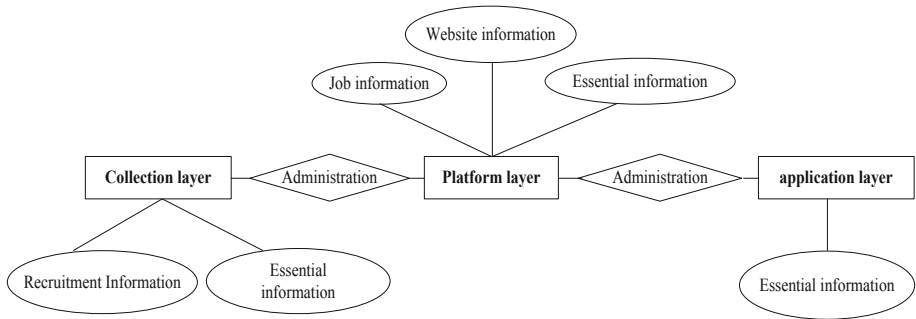 Website information
Job information
Essential information
Collection layer
Administration
Platform layer
Administration
application layer
Recruitment Information
Essential
information
Essential information